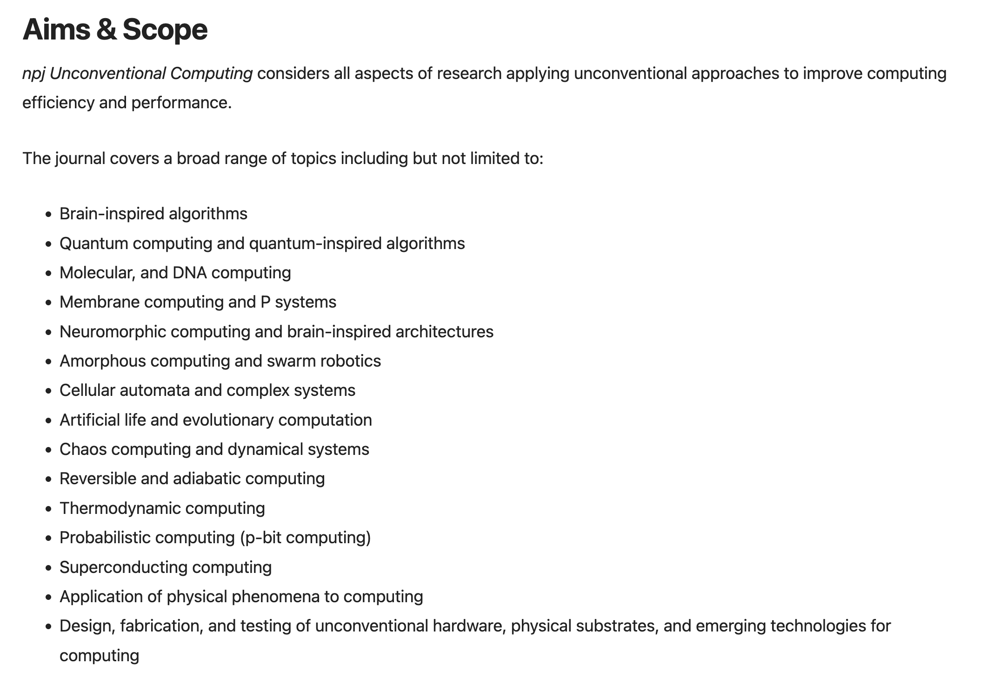 Aims & Scope
npj Unconventional Computing considers all aspects of research applying unconventional approaches to improve computing
efficiency and performance.
The journal covers a broad range of topics including but not limited to:
• Brain-inspired algorithms
• Quantum computing and quantum-inspired algorithms
• Molecular, and DNA computing
• Membrane computing and P systems
• Neuromorphic computing and brain-inspired architectures
• Amorphous computing and swarm robotics
• Cellular automata and complex systems
• Artificial life and evolutionary computation
• Chaos computing and dynamical systems
• Reversible and adiabatic computing
• Thermodynamic computing
• Probabilistic computing (p-bit computing)
• Superconducting computing
• Application of physical phenomena to computing
• Design, fabrication, and testing of unconventional hardware, physical substrates, and emerging technologies for
computing